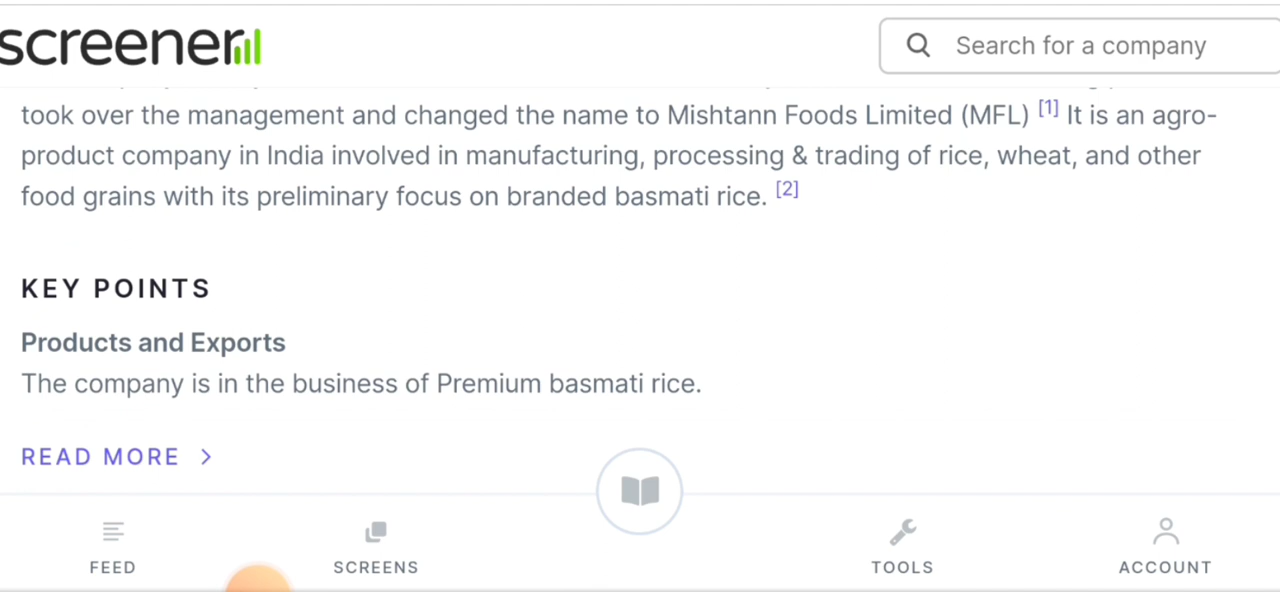 screener
Search for a company
took over the management and changed the name to Mishtann Foods Limited (MFL) [1] It is an agro-
product company in India involved in manufacturing, processing & trading of rice, wheat, and other
food grains with its preliminary focus on branded basmati rice. [2]
KEY POINTS
Products and Exports
The company is in the business of Premium basmati rice.
READ MORE
FEED
SCREENS
TOOLS
ACCOUNT